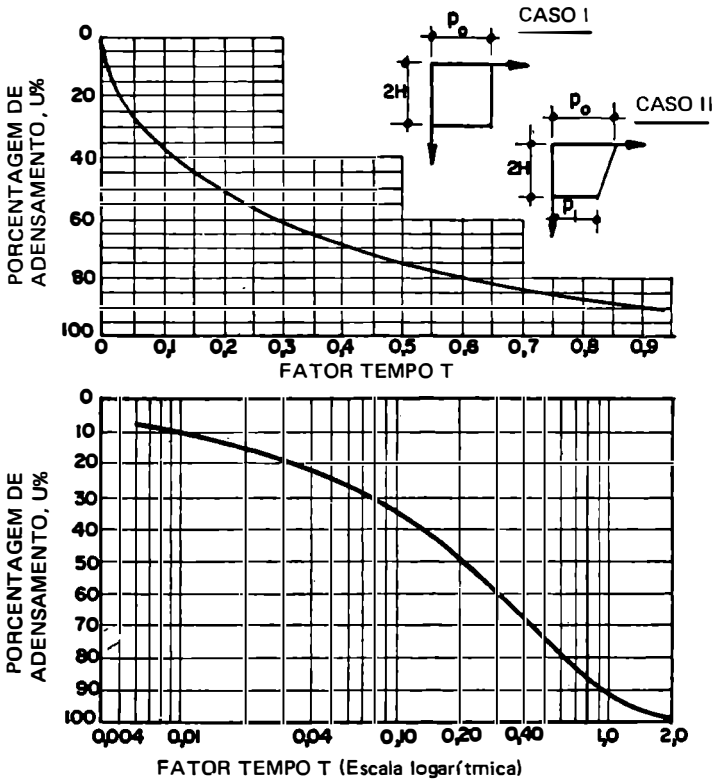 CASO I
P₀
2H
CASO II
P₀
2H
P₁
PORCENTAGEM DE
ADENSAMENTO, U%
0
20
40
60
80
100
0 0,1 0,2 0,3 0,4 0,5 0,6 0,7 0,8 0,9
FATOR TEMPO T
PORCENTAGEM DE
ADENSAMENTO, U%
0
10
20
30
40
50
60
70
80
90
100
0,004 0,01 0,04 0,10 0,20 0,40 1,0 2,0
FATOR TEMPO T (Escala logarítmica)